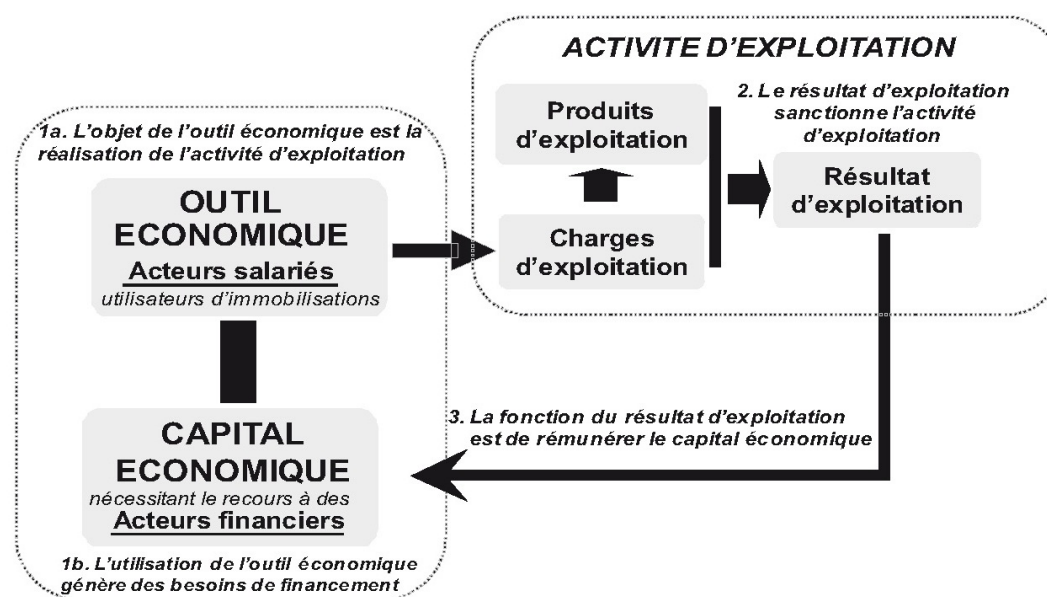 ACTIVITE D'EXPLOITATION
1a. L'objet de l'outil économique est la
réalisation de l'activité d'exploitation
OUTIL
ECONOMIQUE
Acteurs salariés
utilisateurs d'immobilisations
Produits
d'exploitation
Charges
d'exploitation
2. Le résultat d'exploitation
sanctionne l'activité
d'exploitation
Résultat
d'exploitation
3. La fonction du résultat d'exploitation
est de rémunérer le capital économique
CAPITAL
ECONOMIQUE
nécessitant le recours à des
Acteurs financiers
1b. L'utilisation de l'outil économique
génère des besoins de financement